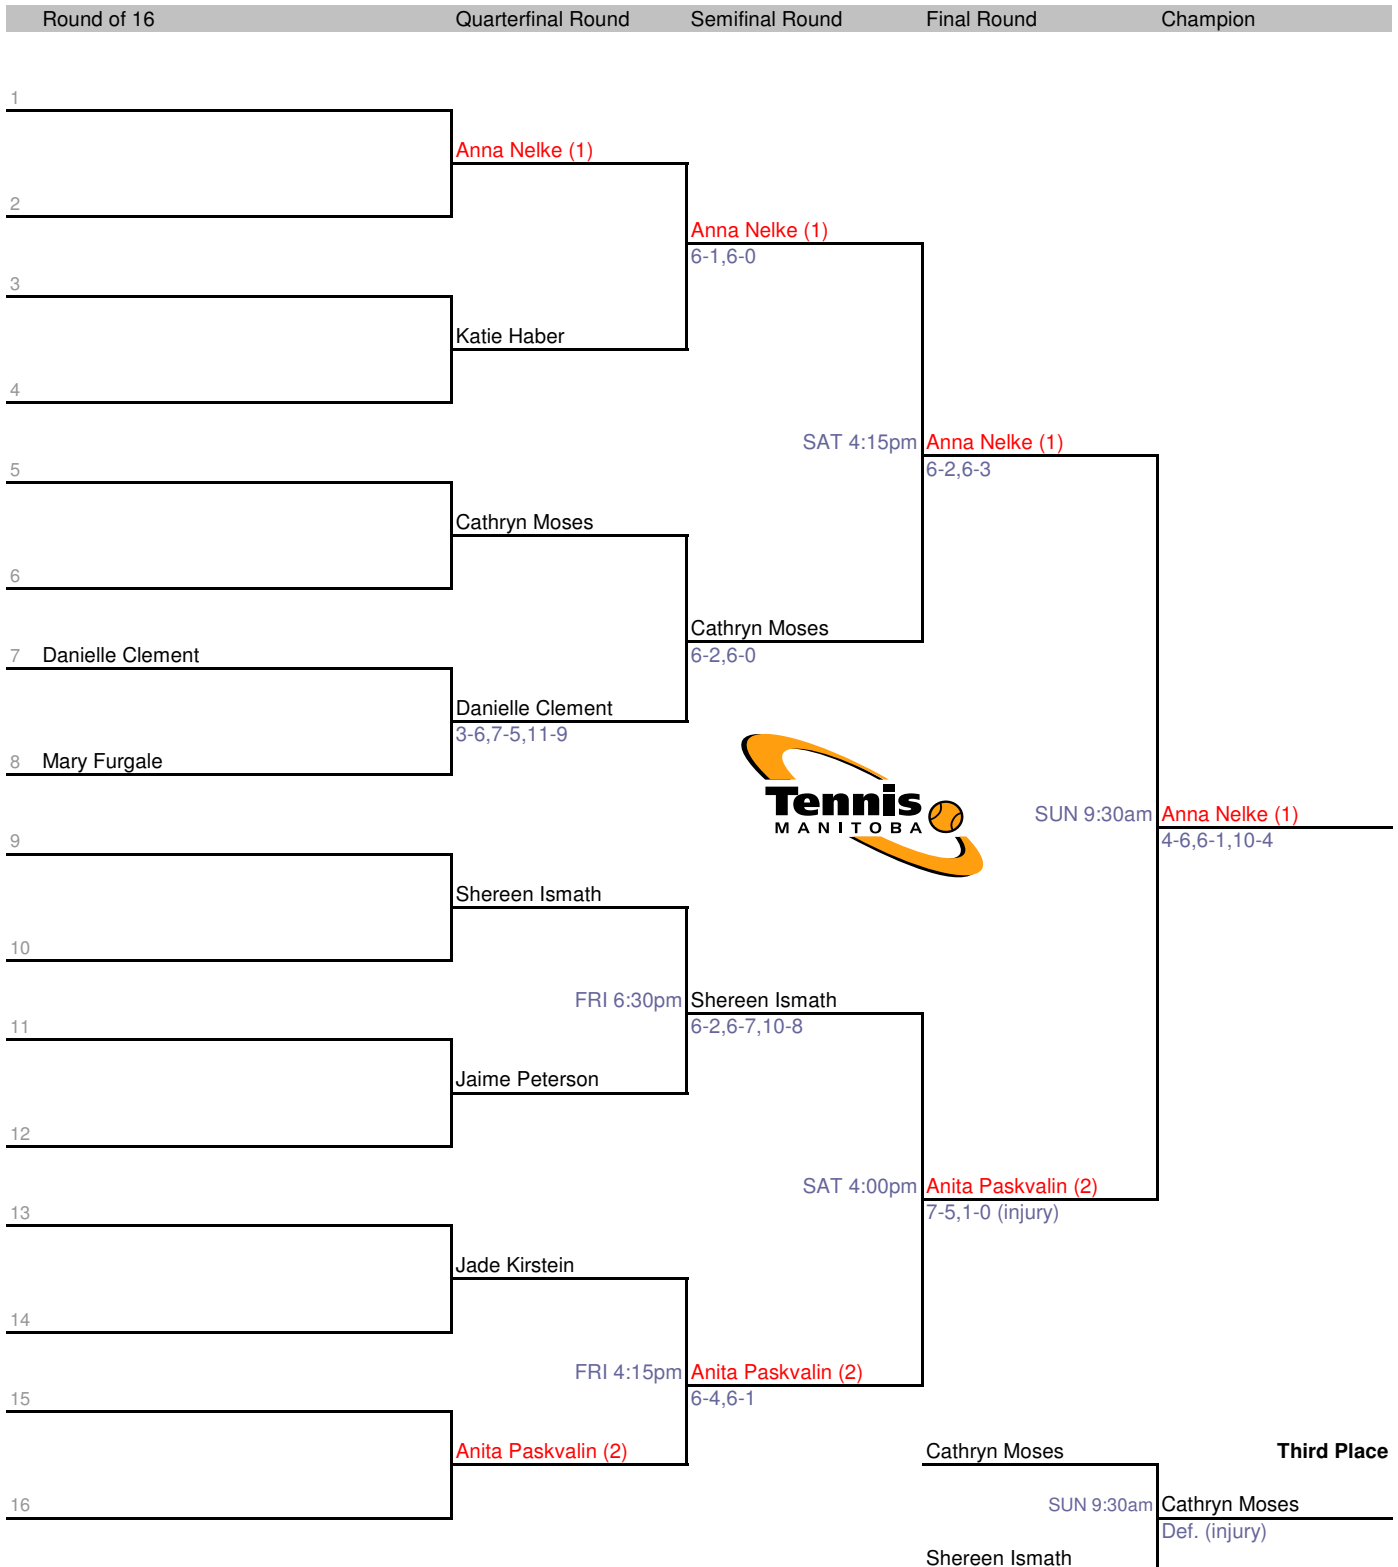 Round of 16 Quarterfinal Round Semifinal Round Final Round Champion
1
Anna Nelke (1)
2
Anna Nelke (1)
6-1,6-0
3
Katie Haber
4
SAT 4:15pm Anna Nelke (1)
6-2,6-3
5
Cathryn Moses
6
Cathryn Moses
6-2,6-0
7 Danielle Clement
Danielle Clement
3-6,7-5,11-9
8 Mary Furgale
Tennis
MANITOBA
SUN 9:30am Anna Nelke (1)
4-6,6-1,10-4
9
Shereen Ismath
10
FRI 6:30pm Shereen Ismath
6-2,6-7,10-8
11
Jaime Peterson
12
SAT 4:00pm Anita Paskvalin (2)
7-5,1-0 (injury)
13
Jade Kirstein
14
FRI 4:15pm Anita Paskvalin (2)
6-4,6-1
15
Anita Paskvalin (2)
Cathryn Moses Third Place
16
SUN 9:30am Cathryn Moses
Def. (injury)
Shereen Ismath